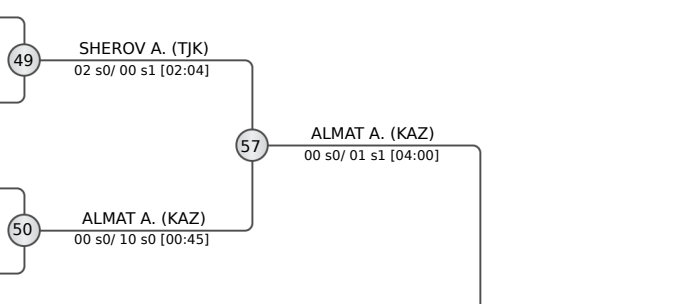 49
SHEROV A. (TJK)
02 s0/ 00 s1 [02:04]
57
ALMAT A. (KAZ)
00 s0/ 01 s1 [04:00]
50
ALMAT A. (KAZ)
00 s0/ 10 s0 [00:45]